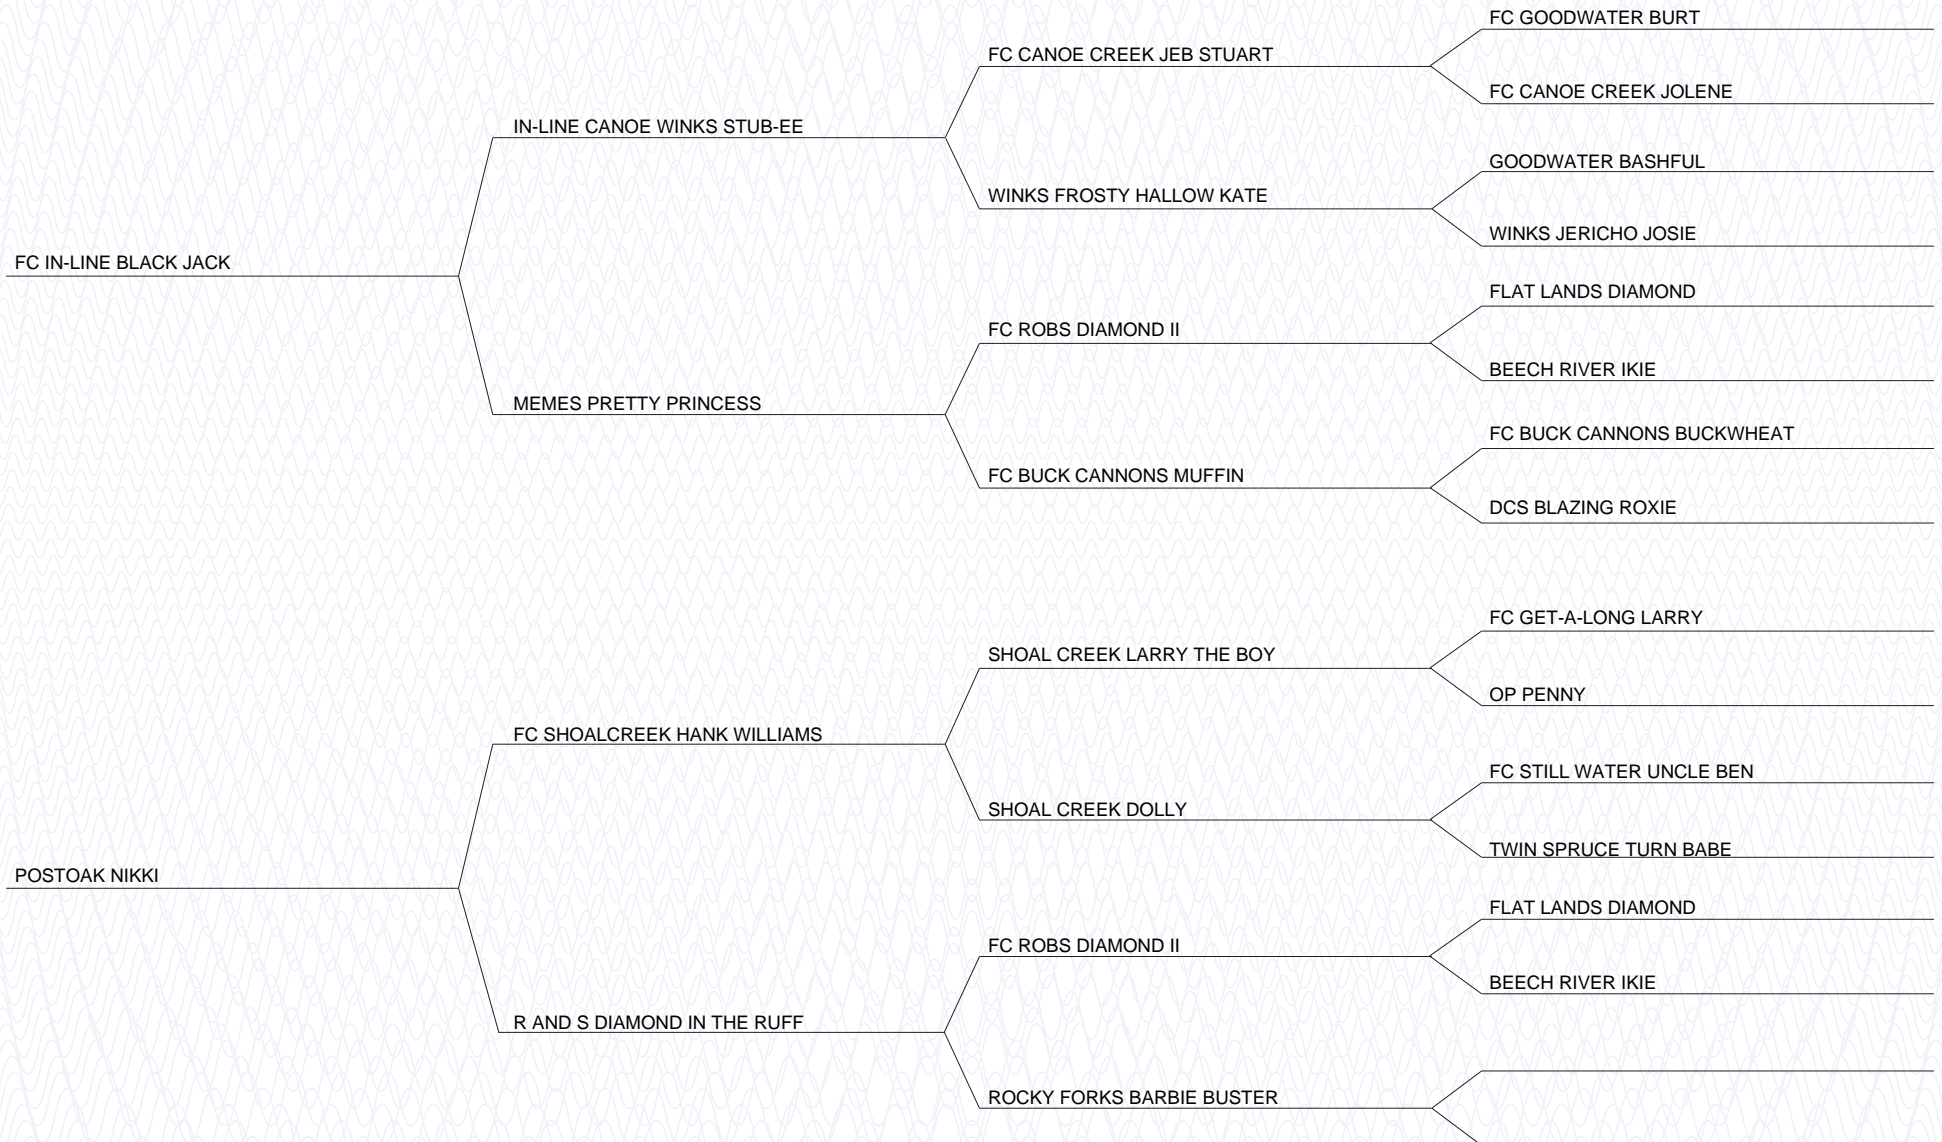 FC GOODWATER BURT
FC CANOE CREEK JEB STUART
FC CANOE CREEK JOLENE
IN-LINE CANOE WINKS STUB-EE
GOODWATER BASHFUL
WINKS FROSTY HALLOW KATE
WINKS JERICHO JOSIE
FC IN-LINE BLACK JACK
FLAT LANDS DIAMOND
FC ROBS DIAMOND II
BEECH RIVER IKIE
MEMES PRETTY PRINCESS
FC BUCK CANNONS BUCKWHEAT
FC BUCK CANNONS MUFFIN
DCS BLAZING ROXIE
FC GET-A-LONG LARRY
SHOAL CREEK LARRY THE BOY
OP PENNY
FC SHOALCREEK HANK WILLIAMS
FC STILL WATER UNCLE BEN
SHOAL CREEK DOLLY
TWIN SPRUCE TURN BABE
POSTOAK NIKKI
FLAT LANDS DIAMOND
FC ROBS DIAMOND II
BEECH RIVER IKIE
R AND S DIAMOND IN THE RUFF
ROCKY FORKS BARBIE BUSTER